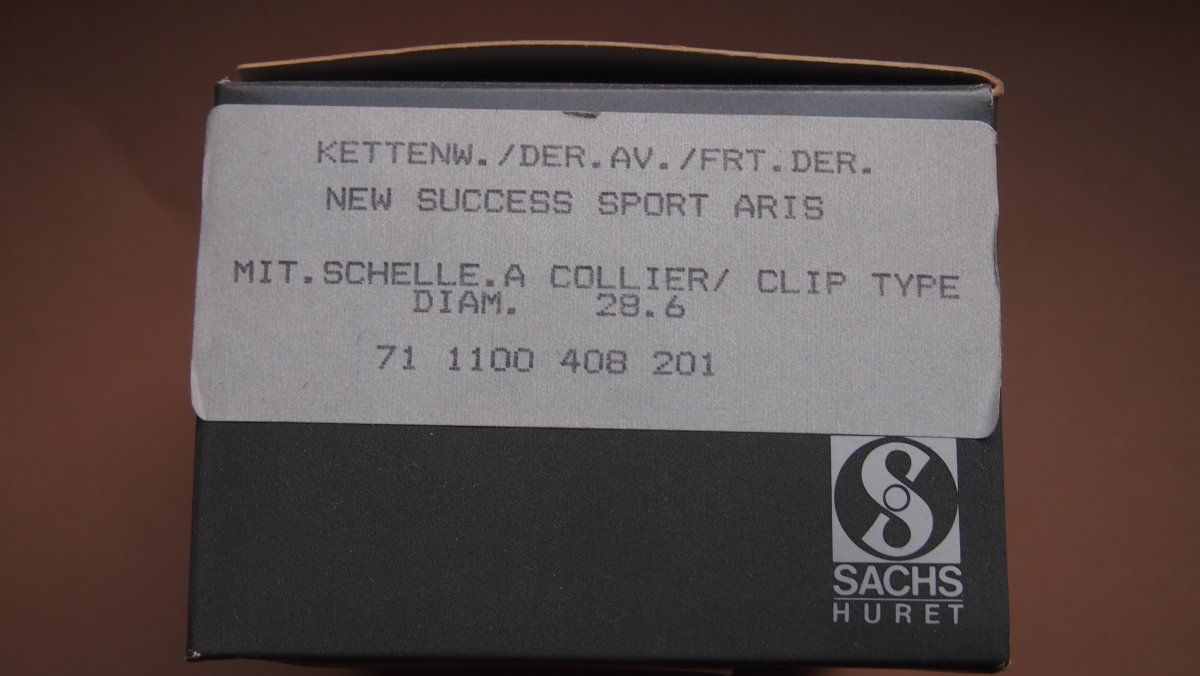 KETTENW./DER.AV./FRT.DER.
NEW SUCCESS SPORT ARIS
MIT.SCHELLE.A COLLIER/ CLIP TYPE
DIAM. 28.6
71 1100 408 201
SACHS
HURET